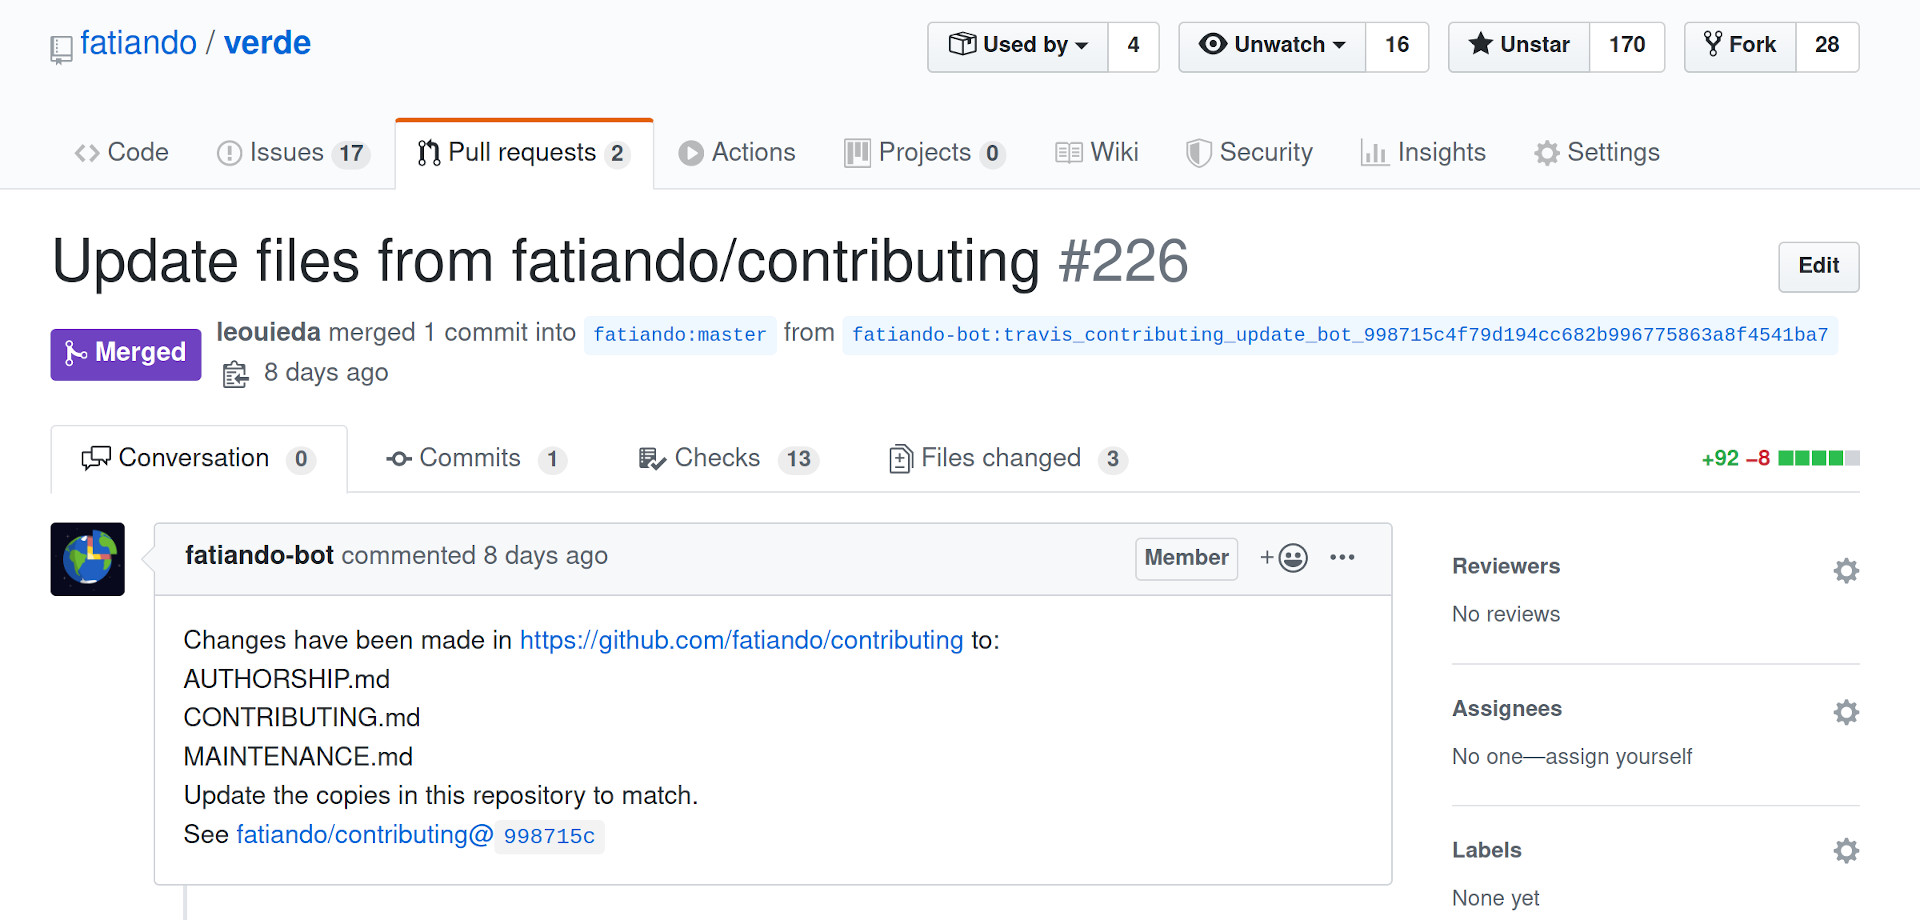 fatiando / verde
Used by 4 Unwatch 16 Unstar 170 Fork 28
Code Issues 17 Pull requests 2 Actions Projects 0 Wiki Security Insights Settings
Update files from fatiando/contributing #226
Edit
Merged leouieda merged 1 commit into fatiando:master from fatiando-bot:travis_contributing_update_bot_998715c4f79d194cc682b996775863a8f4541ba7
8 days ago
Conversation 0 Commits 1 Checks 13 Files changed 3 +92 −8
fatiando-bot commented 8 days ago Member +
Changes have been made in https://github.com/fatiando/contributing to:
AUTHORSHIP.md
CONTRIBUTING.md
MAINTENANCE.md
Update the copies in this repository to match.
See fatiando/contributing@998715c
Reviewers
No reviews
Assignees
No one—assign yourself
Labels
None yet